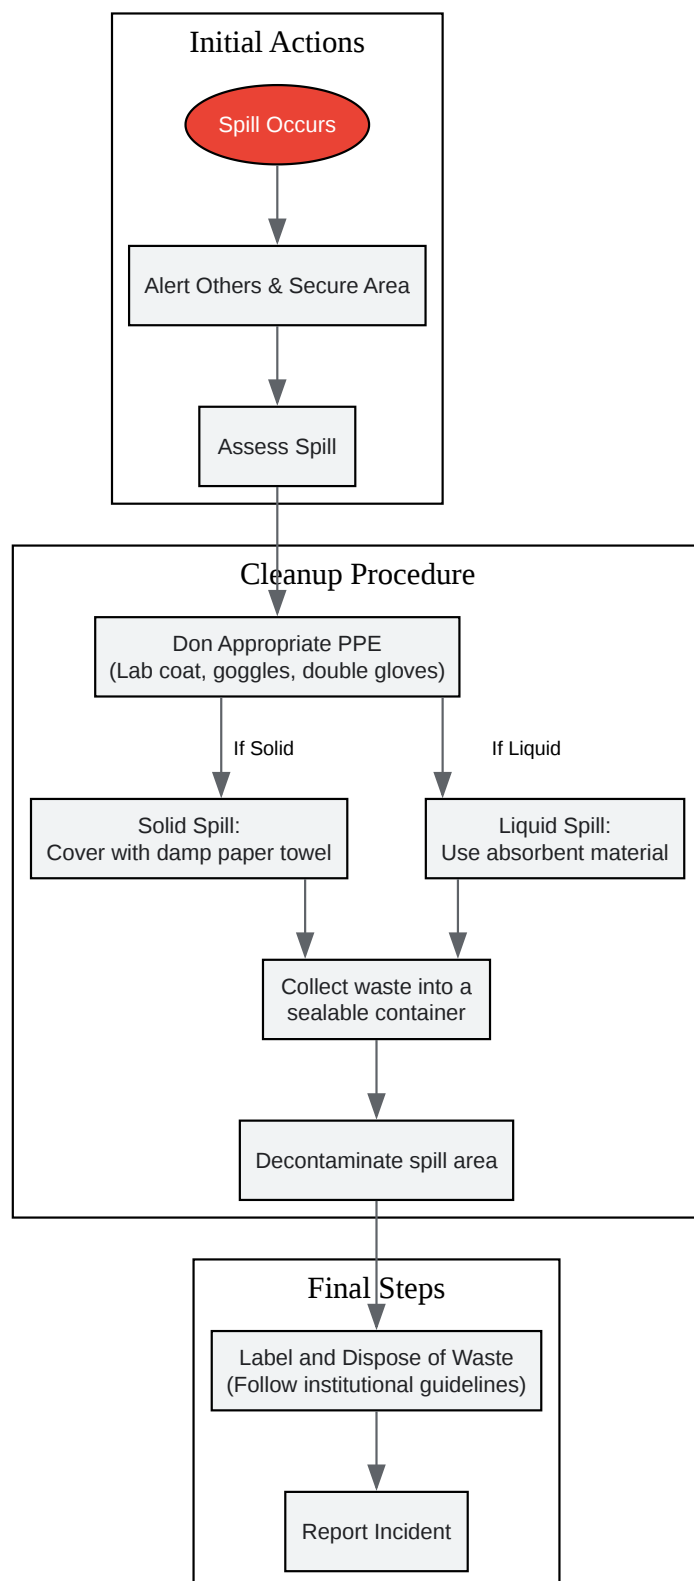 Initial Actions
Spill Occurs
Alert Others & Secure Area
Assess Spill
Cleanup Procedure
Don Appropriate PPE
(Lab coat, goggles, double gloves)
If Solid
If Liquid
Solid Spill:
Cover with damp paper towel
Liquid Spill:
Use absorbent material
Collect waste into a
sealable container
Decontaminate spill area
Final Steps
Label and Dispose of Waste
(Follow institutional guidelines)
Report Incident